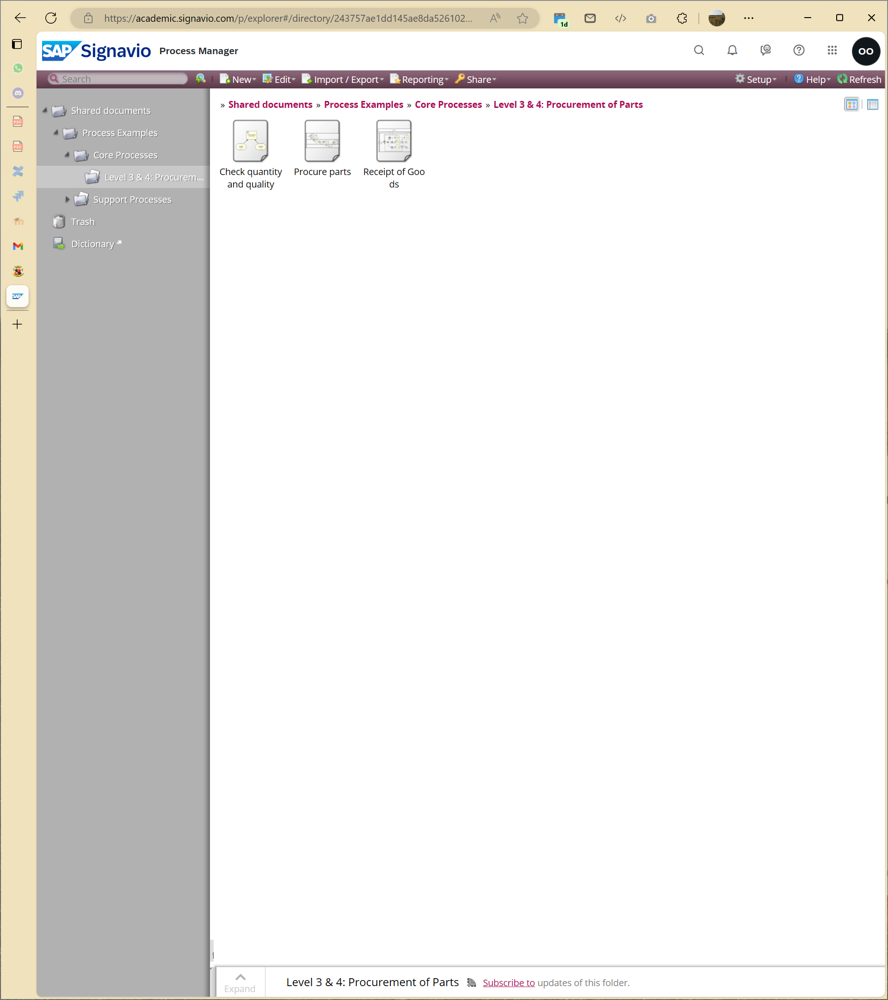 https://academic.signavio.com/p/explorer#/directory/243757ae1dd145ae8da526102...
1d
SAP Signavio Process Manager
OO
Search
New Edit Import / Export Reporting Share Setup Help Refresh
Shared documents
Process Examples
Core Processes
Level 3 & 4: Procurem...
Support Processes
Trash
Dictionary
» Shared documents » Process Examples » Core Processes » Level 3 & 4: Procurement of Parts
Check quantity
and quality
Procure parts
Receipt of Goo
ds
PDF
PDF
SAP
Expand
Level 3 & 4: Procurement of Parts Subscribe to updates of this folder.